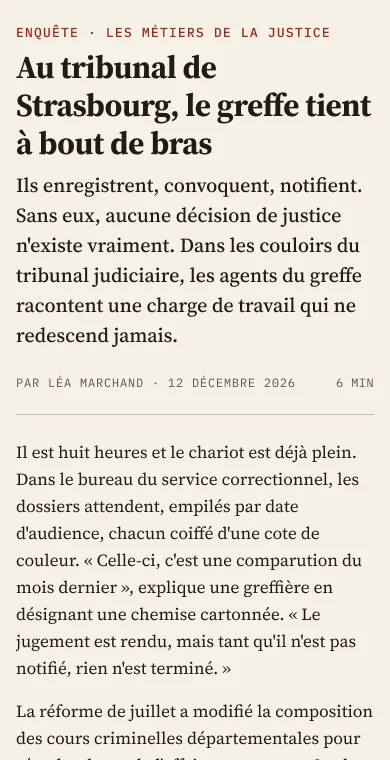 ENQUÊTE · LES MÉTIERS DE LA JUSTICE
Au tribunal de
Strasbourg, le greffe tient
à bout de bras
Ils enregistrent, convoquent, notifient.
Sans eux, aucune décision de justice
n'existe vraiment. Dans les couloirs du
tribunal judiciaire, les agents du greffe
racontent une charge de travail qui ne
redescend jamais.
PAR LÉA MARCHAND · 12 DÉCEMBRE 2026 6 MIN
Il est huit heures et le chariot est déjà plein.
Dans le bureau du service correctionnel, les
dossiers attendent, empilés par date
d'audience, chacun coiffé d'une cote de
couleur. « Celle-ci, c'est une comparution du
mois dernier », explique une greffière en
désignant une chemise cartonnée. « Le
jugement est rendu, mais tant qu'il n'est pas
notifié, rien n'est terminé. »
La réforme de juillet a modifié la composition
des cours criminelles départementales pour